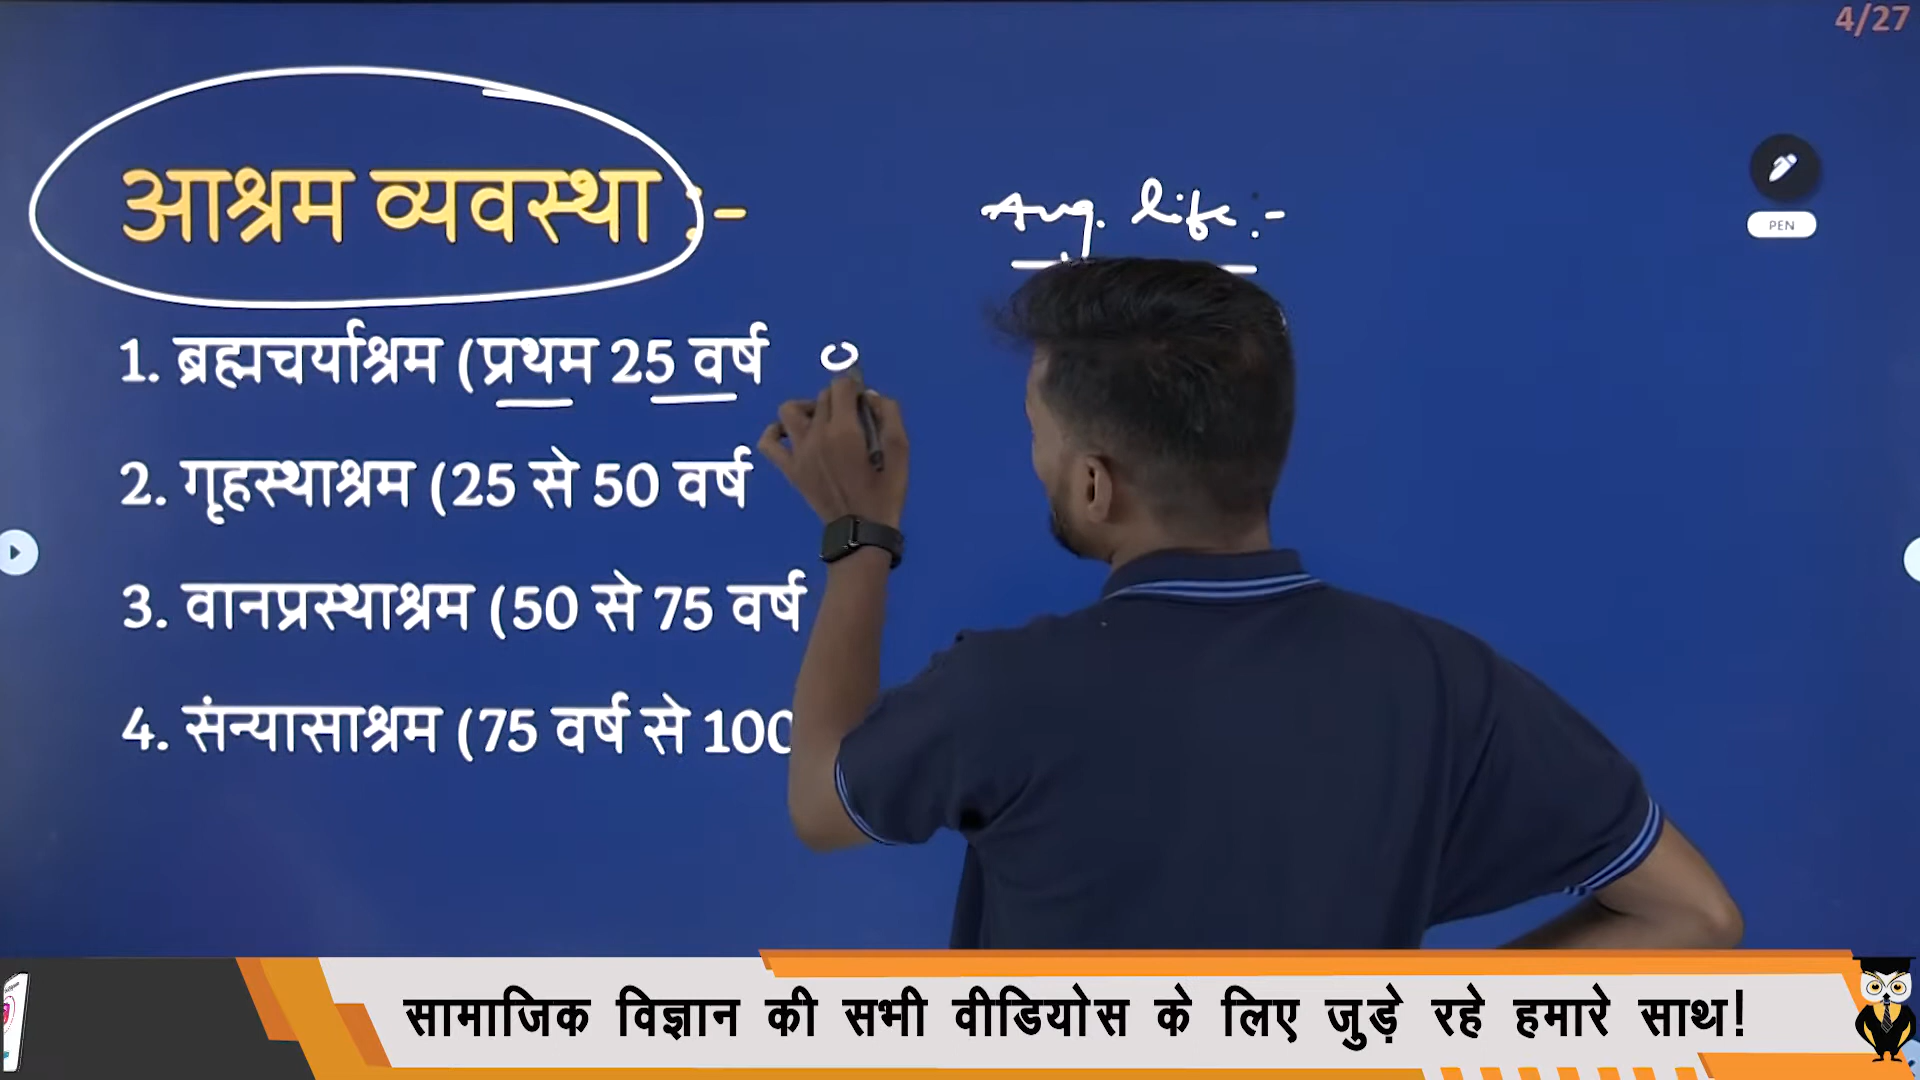 4/27
आश्रम व्यवस्था :-
Avg. life :-
PEN
1. ब्रह्मचर्याश्रम (प्रथम 25 वर्ष
2. गृहस्थाश्रम (25 से 50 वर्ष
3. वानप्रस्थाश्रम (50 से 75 वर्ष
4. संन्यासाश्रम (75 वर्ष से 100
सामाजिक विज्ञान की सभी वीडियोस के लिए जुड़े रहे हमारे साथ!